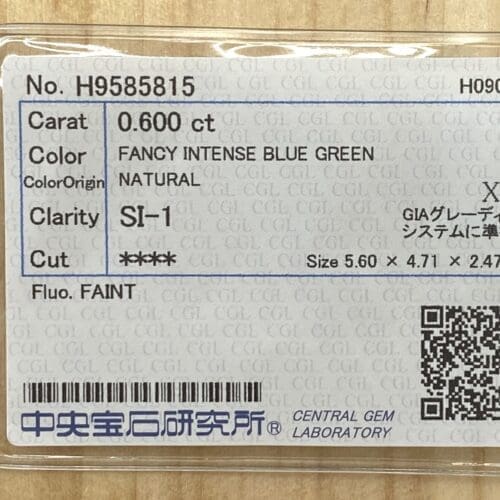 No. H9585815 H090
Carat 0.600 ct
Color FANCY INTENSE BLUE GREEN
ColorOrigin NATURAL
X
Clarity SI-1 GIAグレーディ
システムに準
Cut **** Size 5.60 × 4.71 × 2.47
Fluo. FAINT
中央宝石研究所® CENTRAL GEM
LABORATORY